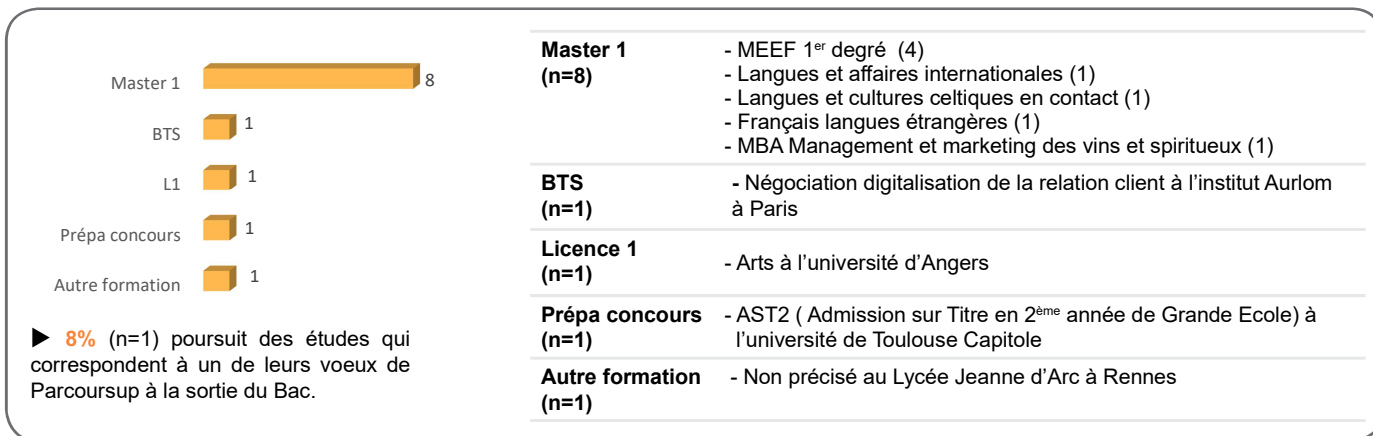 Master 1
8
BTS
1
L1
1
Prépa concours
1
Autre formation
1
▶ 8% (n=1) poursuit des études qui
correspondent à un de leurs voeux de
Parcoursup à la sortie du Bac.
Master 1
(n=8)
- MEEF 1er degré (4)
- Langues et affaires internationales (1)
- Langues et cultures celtiques en contact (1)
- Français langues étrangères (1)
- MBA Management et marketing des vins et spiritueux (1)
BTS
(n=1)
- Négociation digitalisation de la relation client à l’institut Aurlom
à Paris
Licence 1
(n=1)
- Arts à l’université d’Angers
Prépa concours
(n=1)
- AST2 ( Admission sur Titre en 2ème année de Grande Ecole) à
l’université de Toulouse Capitole
Autre formation
(n=1)
- Non précisé au Lycée Jeanne d’Arc à Rennes